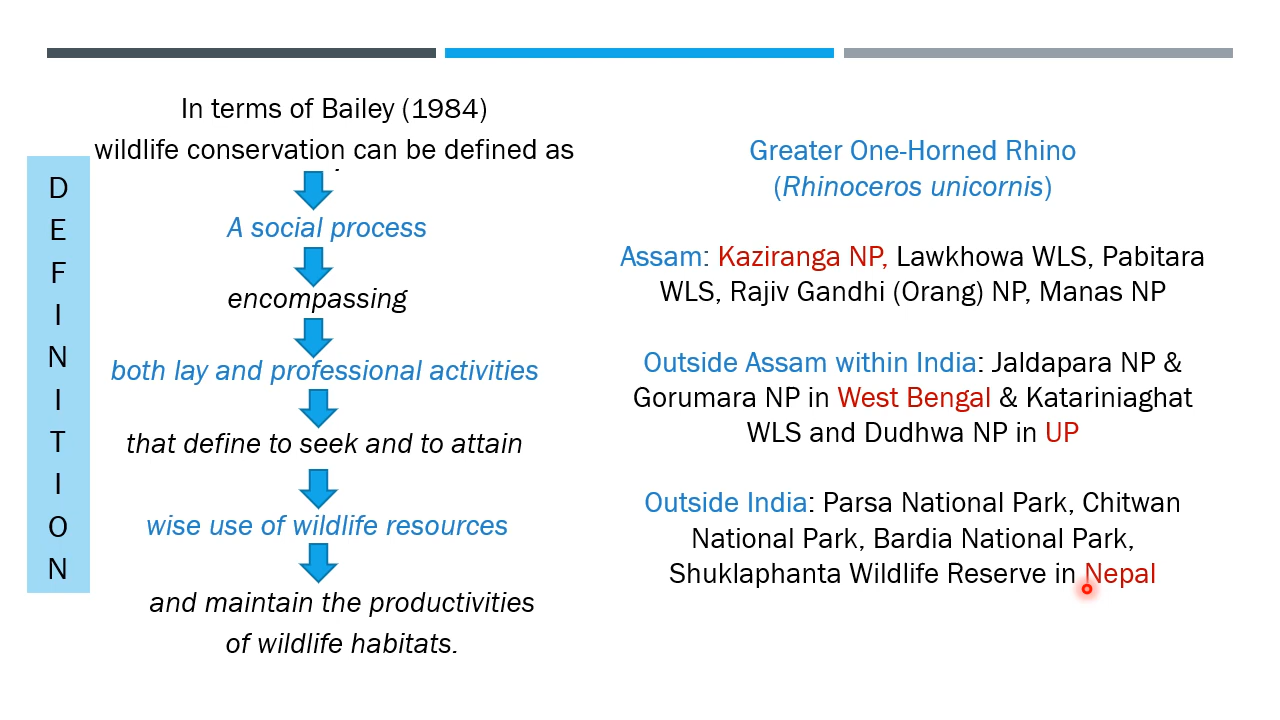 In terms of Bailey (1984)
wildlife conservation can be defined as
D
E
F
I
N
I
T
I
O
N
A social process
encompassing
both lay and professional activities
that define to seek and to attain
wise use of wildlife resources
and maintain the productivities
of wildlife habitats.
Greater One-Horned Rhino
(Rhinoceros unicornis)
Assam: Kaziranga NP, Lawkhowa WLS, Pabitara
WLS, Rajiv Gandhi (Orang) NP, Manas NP
Outside Assam within India: Jaldapara NP &
Gorumara NP in West Bengal & Katariniaghat
WLS and Dudhwa NP in UP
Outside India: Parsa National Park, Chitwan
National Park, Bardia National Park,
Shuklaphanta Wildlife Reserve in Nepal